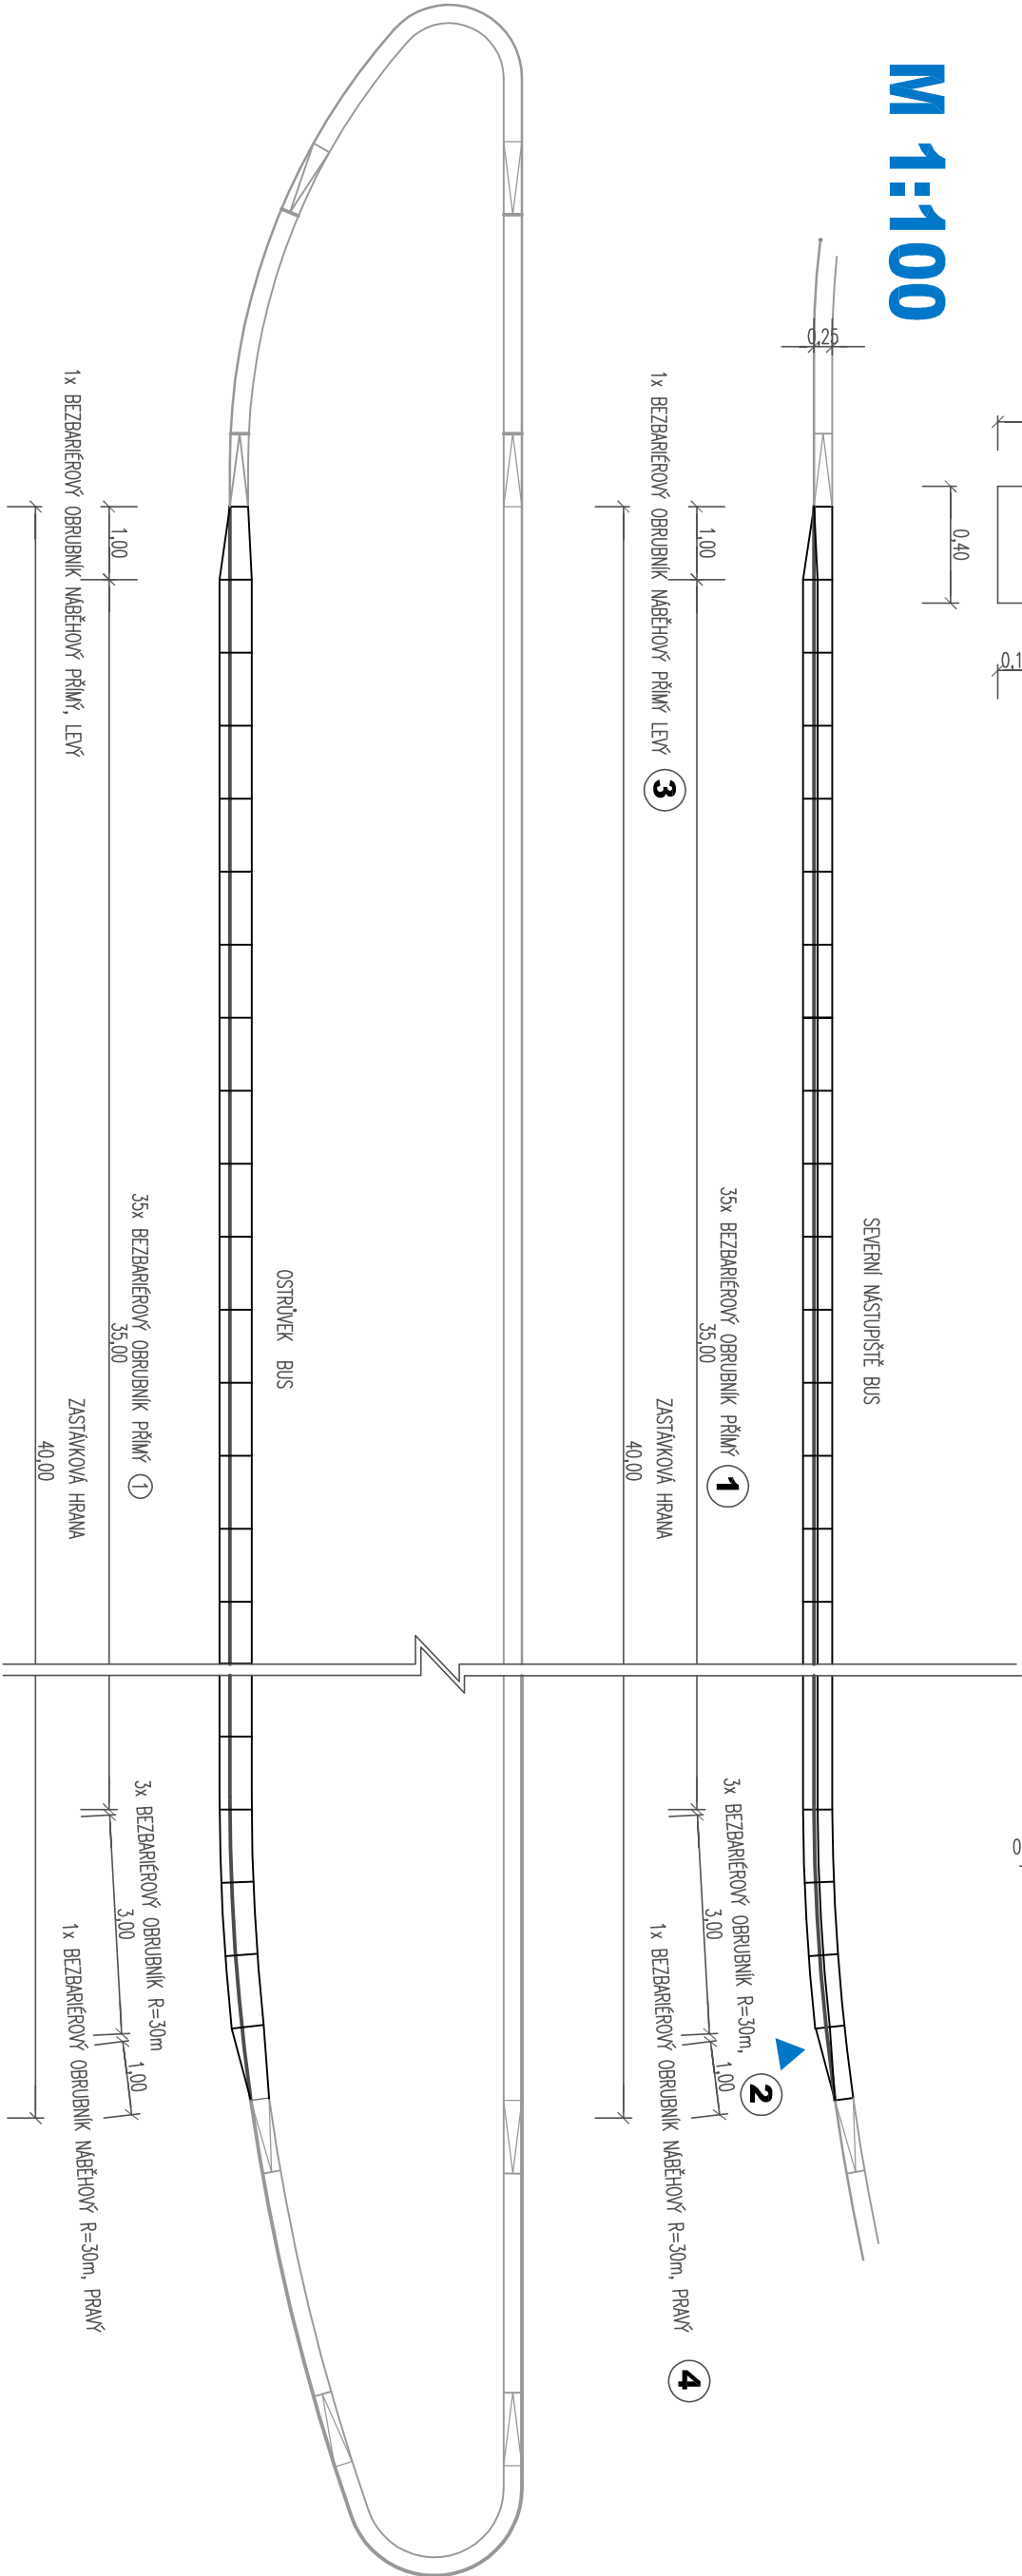 M 1:100
0,25
0,40
0,1
SEVERNÍ NÁSTUPIŠTĚ BUS
1,00
35x BEZBARIÉROVÝ OBRUBNÍK PŘÍMÝ 1
35,00
3x BEZBARIÉROVÝ OBRUBNÍK R=30m, 2
3,00
1,00
1x BEZBARIÉROVÝ OBRUBNÍK NÁBĚHOVÝ PŘÍMÝ LEVÝ 3
ZASTÁVKOVÁ HRANA
1x BEZBARIÉROVÝ OBRUBNÍK NÁBĚHOVÝ R=30m, PRAVÝ 4
40,00
OSTRŮVEK BUS
1,00
35x BEZBARIÉROVÝ OBRUBNÍK PŘÍMÝ 1
35,00
3x BEZBARIÉROVÝ OBRUBNÍK R=30m
3,00
1,00
1x BEZBARIÉROVÝ OBRUBNÍK NÁBĚHOVÝ PŘÍMÝ, LEVÝ
ZASTÁVKOVÁ HRANA
1x BEZBARIÉROVÝ OBRUBNÍK NÁBĚHOVÝ R=30m, PRAVÝ
40,00